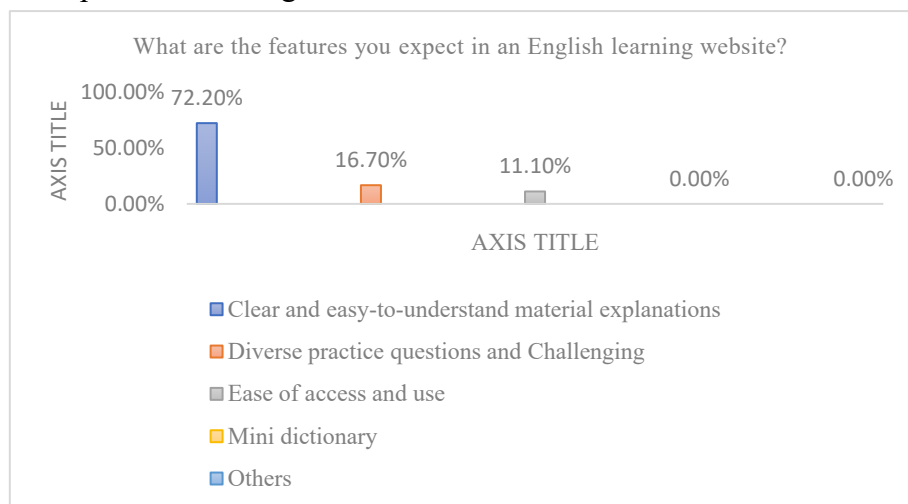 What are the features you expect in an English learning website?
100.00%
50.00%
0.00%
AXIS TITLE
72.20%
16.70%
11.10%
0.00%
0.00%
AXIS TITLE
Clear and easy-to-understand material explanations
Diverse practice questions and Challenging
Ease of access and use
Mini dictionary
Others